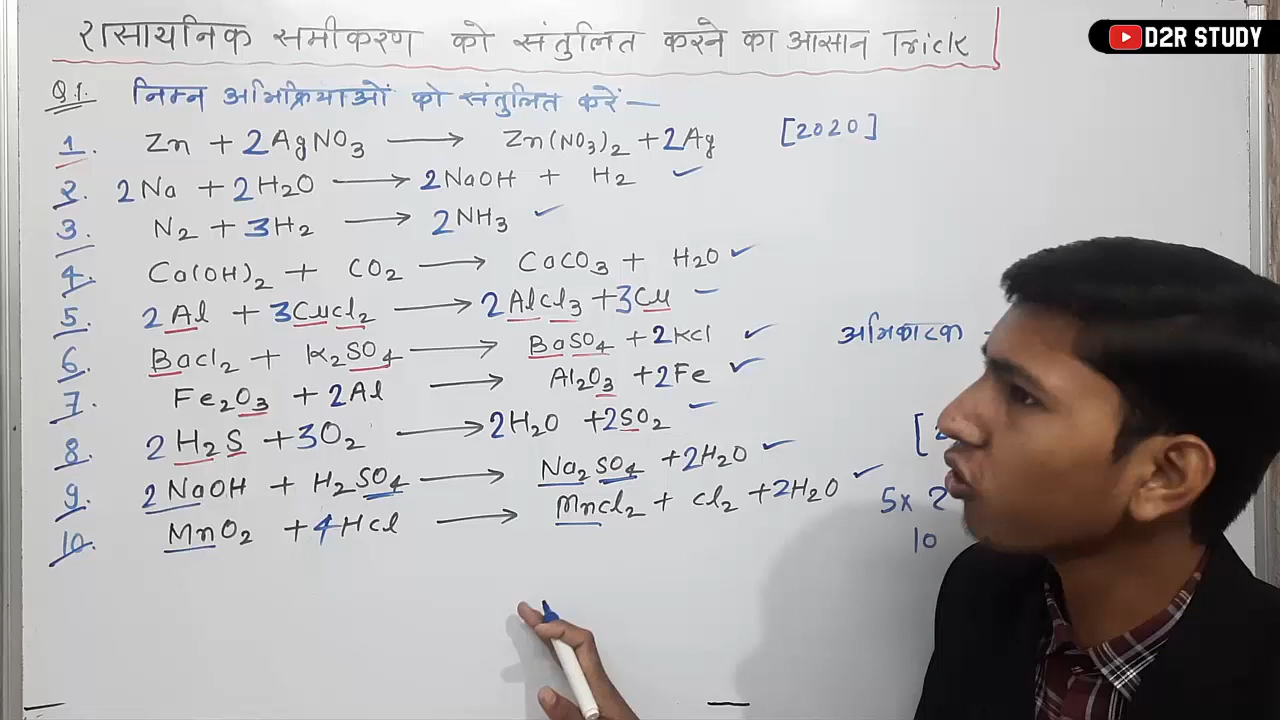 रासायनिक समीकरण को संतुलित करने का आसान Trick
D2R STUDY
Q.1. निम्न अभिक्रियाओं को संतुलित करें—
1. Zn + 2AgNO₃ → Zn(NO₃)₂ + 2Ag [2020]
2. 2Na + 2H₂O → 2NaOH + H₂ ✓
3. N₂ + 3H₂ → 2NH₃ ✓
4. Ca(OH)₂ + CO₂ → CaCO₃ + H₂O ✓
5. 2Al + 3Cucl₂ → 2Alcl₃ + 3Cu
6. Bacl₂ + K₂SO₄ → BaSO₄ + 2Kcl ✓
अभिकारक -
7. Fe₂O₃ + 2Al → Al₂O₃ + 2Fe ✓
8. 2H₂S + 3O₂ → 2H₂O + 2SO₂ ✓
9. 2NaOH + H₂SO₄ → Na₂SO₄ + 2H₂O ✓
10. MnO₂ + 4Hcl → Mncl₂ + cl₂ + 2H₂O ✓
5x 2
10